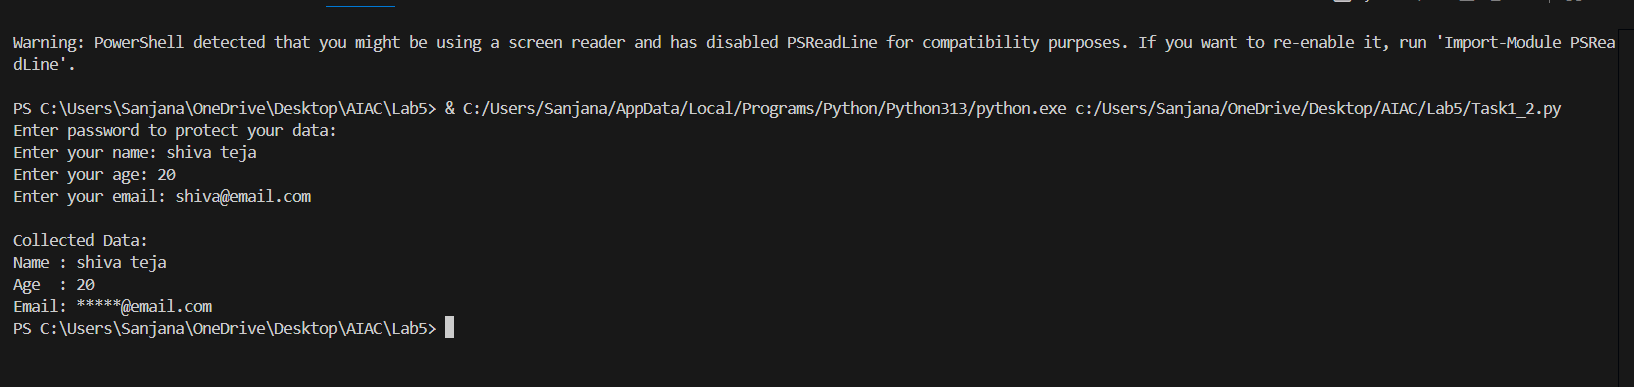 Warning: PowerShell detected that you might be using a screen reader and has disabled PSReadLine for compatibility purposes. If you want to re-enable it, run 'Import-Module PSRea
dLine'.
PS C:\Users\Sanjana\OneDrive\Desktop\AIAC\Lab5> & C:/Users/Sanjana/AppData/Local/Programs/Python/Python313/python.exe c:/Users/Sanjana/OneDrive/Desktop/AIAC/Lab5/Task1_2.py
Enter password to protect your data:
Enter your name: shiva teja
Enter your age: 20
Enter your email: shiva@email.com
Collected Data:
Name : shiva teja
Age  : 20
Email: *****@email.com
PS C:\Users\Sanjana\OneDrive\Desktop\AIAC\Lab5>